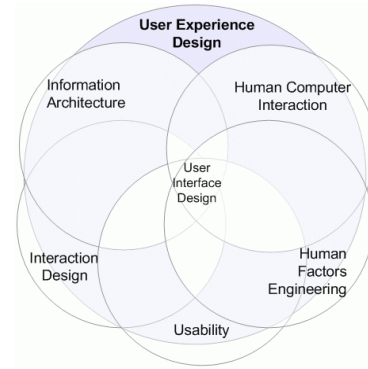 User Experience
Design
Information
Architecture
Human Computer
Interaction
User
Interface
Design
Interaction
Design
Human
Factors
Engineering
Usability